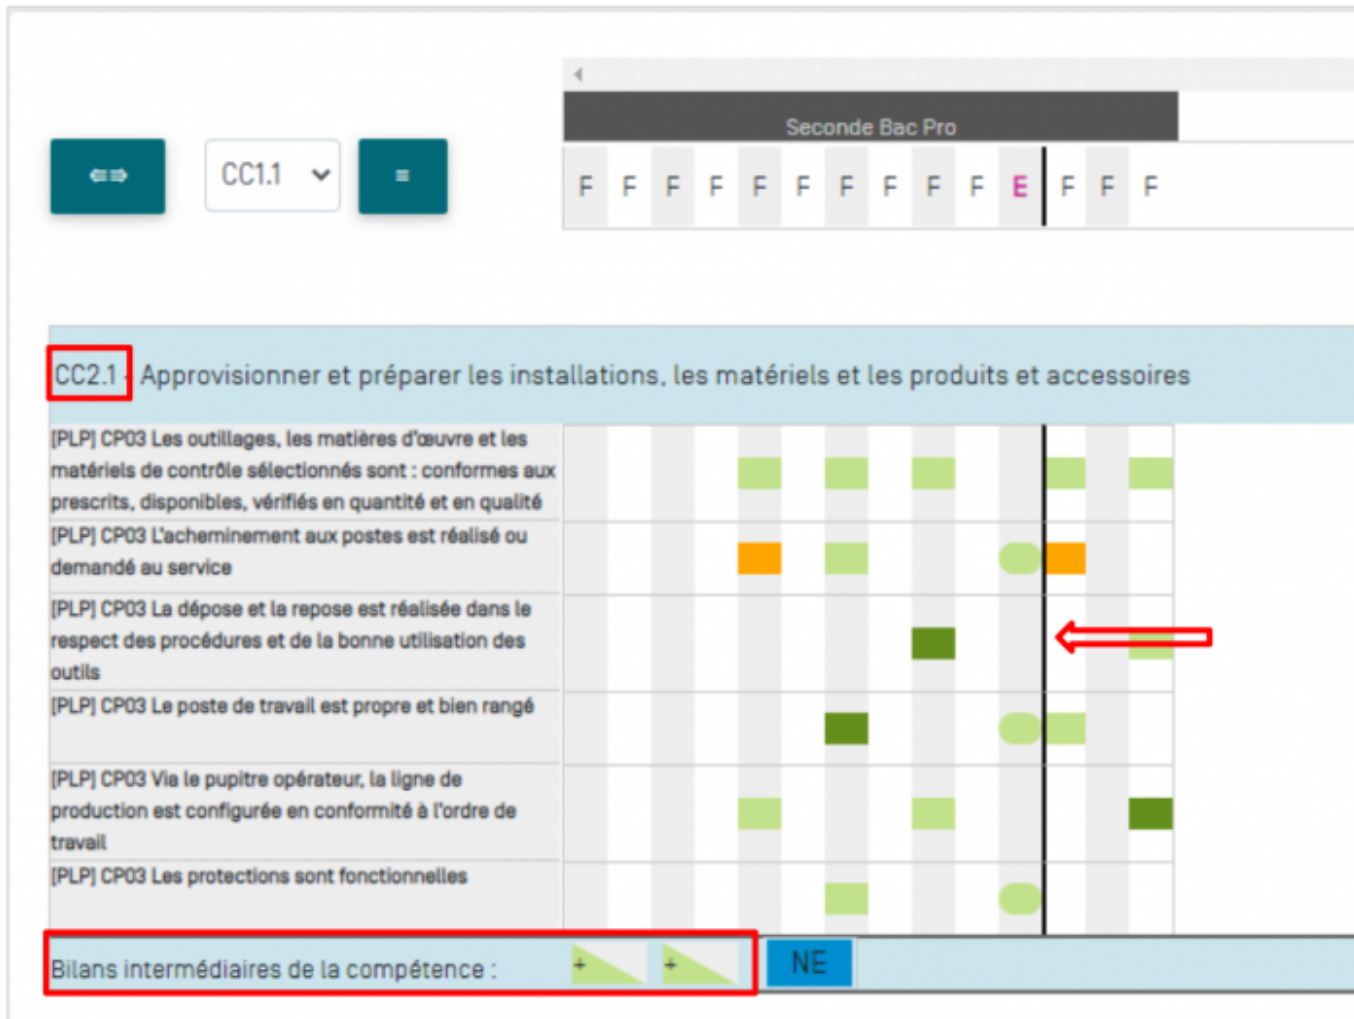 Seconde Bac Pro
⇐⇒ CC1.1 ≡ F F F F F F F F F F E F F F
CC2.1 - Approvisionner et préparer les installations, les matériels et les produits et accessoires
[PLP] CP03 Les outillages, les matières d'œuvre et les
matériels de contrôle sélectionnés sont : conformes aux
prescrits, disponibles, vérifiés en quantité et en qualité
[PLP] CP03 L'acheminement aux postes est réalisé ou
demandé au service
[PLP] CP03 La dépose et la repose est réalisée dans le
respect des procédures et de la bonne utilisation des
outils
[PLP] CP03 Le poste de travail est propre et bien rangé
[PLP] CP03 Via le pupitre opérateur, la ligne de
production est configurée en conformité à l'ordre de
travail
[PLP] CP03 Les protections sont fonctionnelles
Bilans intermédiaires de la compétence : + + NE